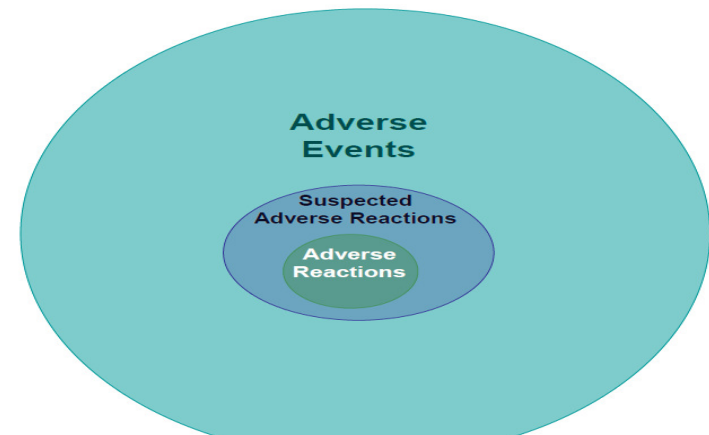 Adverse
Events
Suspected
Adverse Reactions
Adverse
Reactions